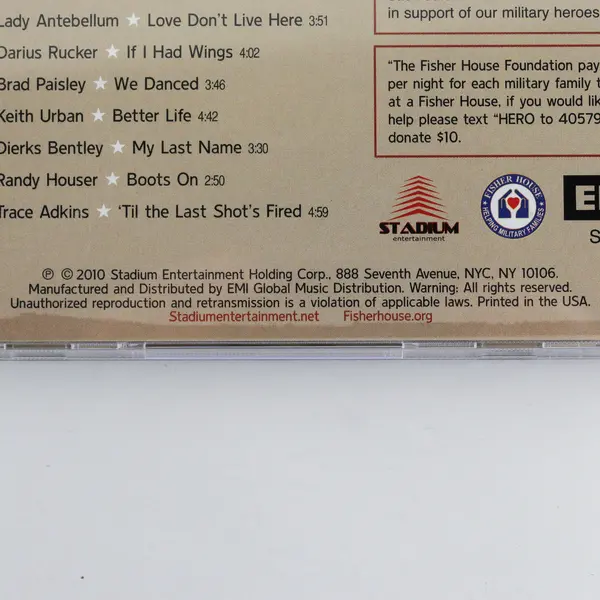 Lady Antebellum ★ Love Don't Live Here 3:51
Darius Rucker ★ If I Had Wings 4:02
Brad Paisley ★ We Danced 3:46
Keith Urban ★ Better Life 4:42
Dierks Bentley ★ My Last Name 3:30
Randy Houser ★ Boots On 2:50
Trace Adkins ★ 'Til the Last Shot's Fired 4:59
in support of our military heroes
"The Fisher House Foundation pay
per night for each military family t
at a Fisher House, if you would lik
help please text "HERO to 40579
donate $10.
STADIUM
entertainment
FISHER HOUSE
HELPING MILITARY FAMILIES
E
S
℗ © 2010 Stadium Entertainment Holding Corp., 888 Seventh Avenue, NYC, NY 10106.
Manufactured and Distributed by EMI Global Music Distribution. Warning: All rights reserved.
Unauthorized reproduction and retransmission is a violation of applicable laws. Printed in the USA.
Stadiumentertainment.net Fisherhouse.org